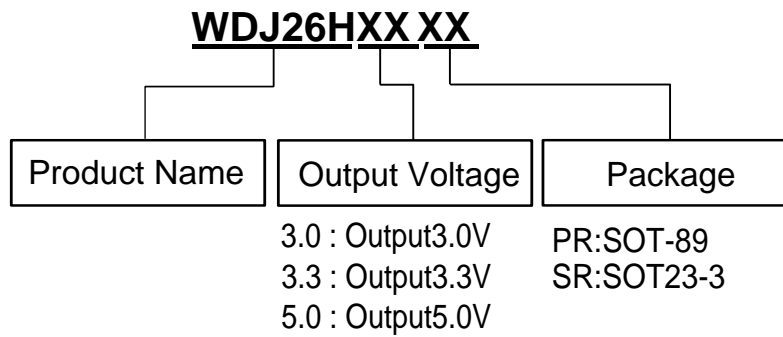 WDJ26HXX XX
Product Name
Output Voltage
Package
3.0 : Output3.0V
3.3 : Output3.3V
5.0 : Output5.0V
PR:SOT-89
SR:SOT23-3